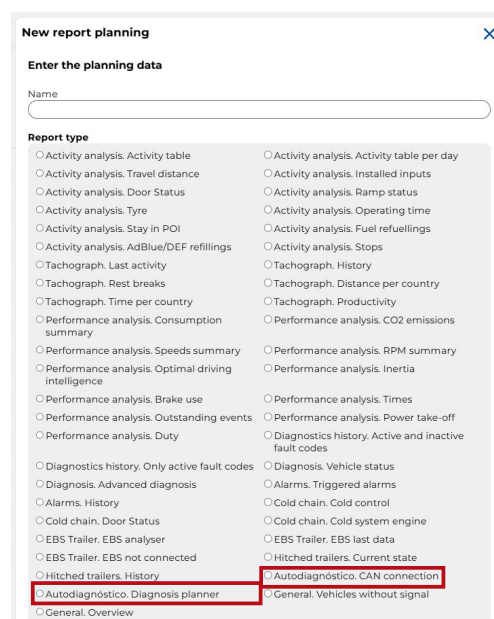 New report planning
Enter the planning data
Name
Report type
Activity analysis. Activity table
Activity analysis. Activity table per day
Activity analysis. Travel distance
Activity analysis. Installed inputs
Activity analysis. Door Status
Activity analysis. Ramp status
Activity analysis. Tyre
Activity analysis. Operating time
Activity analysis. Stay in POI
Activity analysis. Fuel refuellings
Activity analysis. AdBlue/DEF refillings
Activity analysis. Stops
Tachograph. Last activity
Tachograph. History
Tachograph. Rest breaks
Tachograph. Distance per country
Tachograph. Time per country
Tachograph. Productivity
Performance analysis. Consumption
summary
Performance analysis. CO2 emissions
Performance analysis. Speeds summary
Performance analysis. RPM summary
Performance analysis. Optimal driving
intelligence
Performance analysis. Inertia
Performance analysis. Brake use
Performance analysis. Times
Performance analysis. Outstanding events
Performance analysis. Power take-off
Performance analysis. Duty
Diagnostics history. Active and inactive
fault codes
Diagnostics history. Only active fault codes
Diagnosis. Vehicle status
Diagnosis. Advanced diagnosis
Alarms. Triggered alarms
Alarms. History
Cold chain. Cold control
Cold chain. Door Status
Cold chain. Cold system engine
EBS Trailer. EBS analyser
EBS Trailer. EBS last data
EBS Trailer. EBS not connected
Hitched trailers. Current state
Hitched trailers. History
Autodiagnóstico. CAN connection
Autodiagnóstico. Diagnosis planner
General. Vehicles without signal
General. Overview